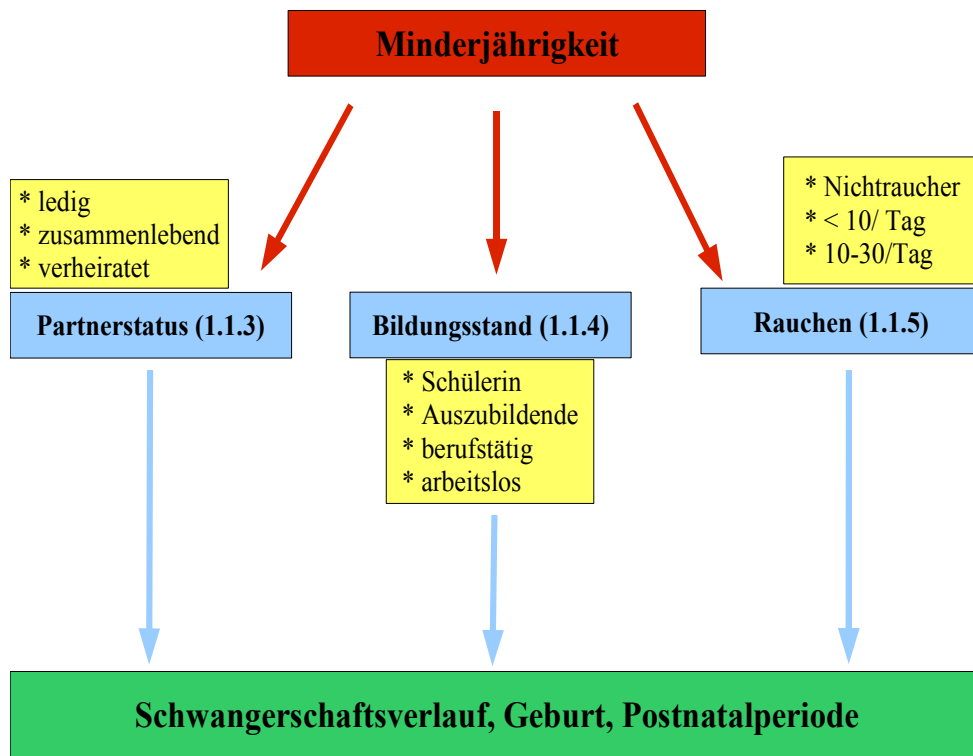 Minderjährigkeit
* ledig
* zusammenlebend
* verheiratet
* Nichtraucher
* < 10/ Tag
* 10-30/Tag
Partnerstatus (1.1.3)
Bildungsstand (1.1.4)
Rauchen (1.1.5)
* Schülerin
* Auszubildende
* berufstätig
* arbeitslos
Schwangerschaftsverlauf, Geburt, Postnatalperiode